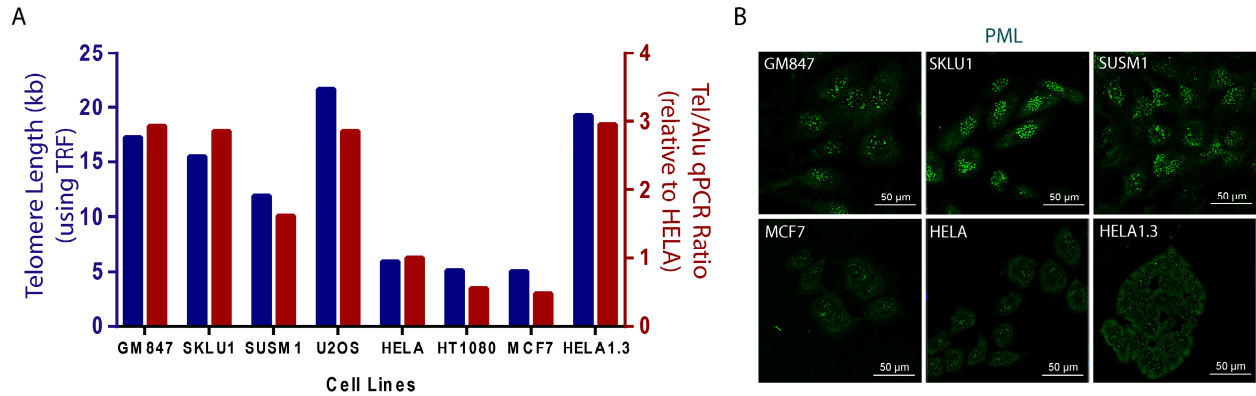 A
Telomere Length (kb)
(using TRF)
25
20
15
10
5
0
4
3
2
1
0
Tel/Alu qPCR Ratio
(relative to HELA)
GM847 SKLU1 SUSM1 U2OS HELA HT1080 MCF7 HELA1.3
Cell Lines
B
PML
GM847
50 µm
SKLU1
50 µm
SUSM1
50 µm
MCF7
50 µm
HELA
50 µm
HELA1.3
50 µm